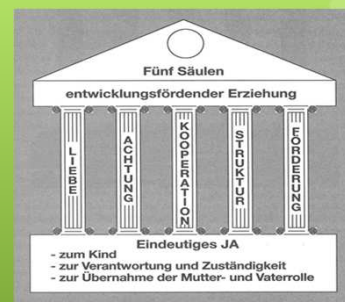 Fünf Säulen
entwicklungsfördender Erziehung
LIEBE
ACHTUNG
KOOPERATION
STRUKTUR
FÖRDERUNG
Eindeutiges JA
- zum Kind
- zur Verantwortung und Zuständigkeit
- zur Übernahme der Mutter- und Vaterrolle